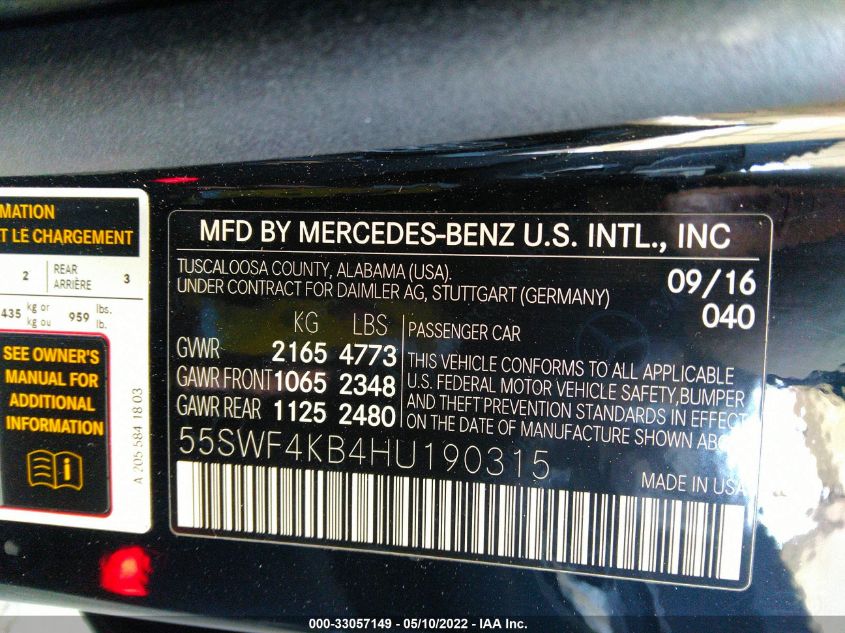 MATION
T LE CHARGEMENT
2 REAR ARRIÈRE 3
435 kg or kg ou 959 lbs. lb.
SEE OWNER'S
MANUAL FOR
ADDITIONAL
INFORMATION
A 205 584 18 03
MFD BY MERCEDES-BENZ U.S. INTL., INC
TUSCALOOSA COUNTY, ALABAMA (USA).
UNDER CONTRACT FOR DAIMLER AG, STUTTGART (GERMANY)
09/16
040
KG LBS
GVWR 2165 4773
GAWR FRONT 1065 2348
GAWR REAR 1125 2480
PASSENGER CAR
THIS VEHICLE CONFORMS TO ALL APPLICABLE
U.S. FEDERAL MOTOR VEHICLE SAFETY, BUMPER
AND THEFT PREVENTION STANDARDS IN EFFECT
ON THE DATE OF MANUFACTURE SHOWN ABO
55SWF4KB4HU190315
MADE IN USA
000-33057149 - 05/10/2022 - IAA Inc.